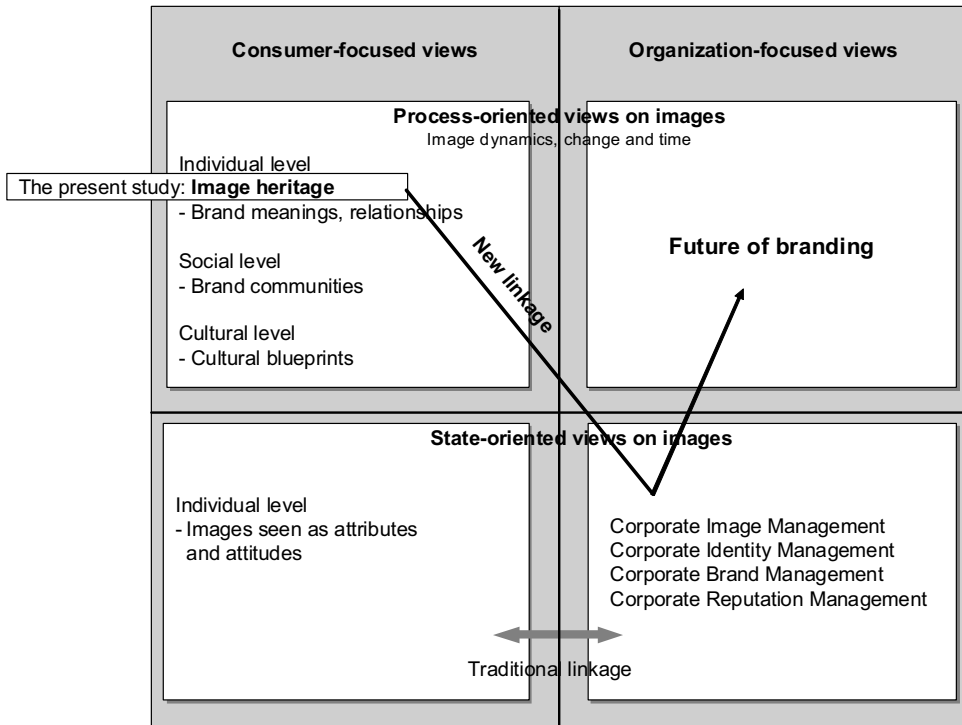 Consumer-focused views
Organization-focused views
Process-oriented views on images
Image dynamics, change and time
Individual level
The present study: Image heritage
- Brand meanings, relationships
Social level
- Brand communities
Cultural level
- Cultural blueprints
New linkage
Future of branding
State-oriented views on images
Individual level
- Images seen as attributes
and attitudes
Corporate Image Management
Corporate Identity Management
Corporate Brand Management
Corporate Reputation Management
Traditional linkage